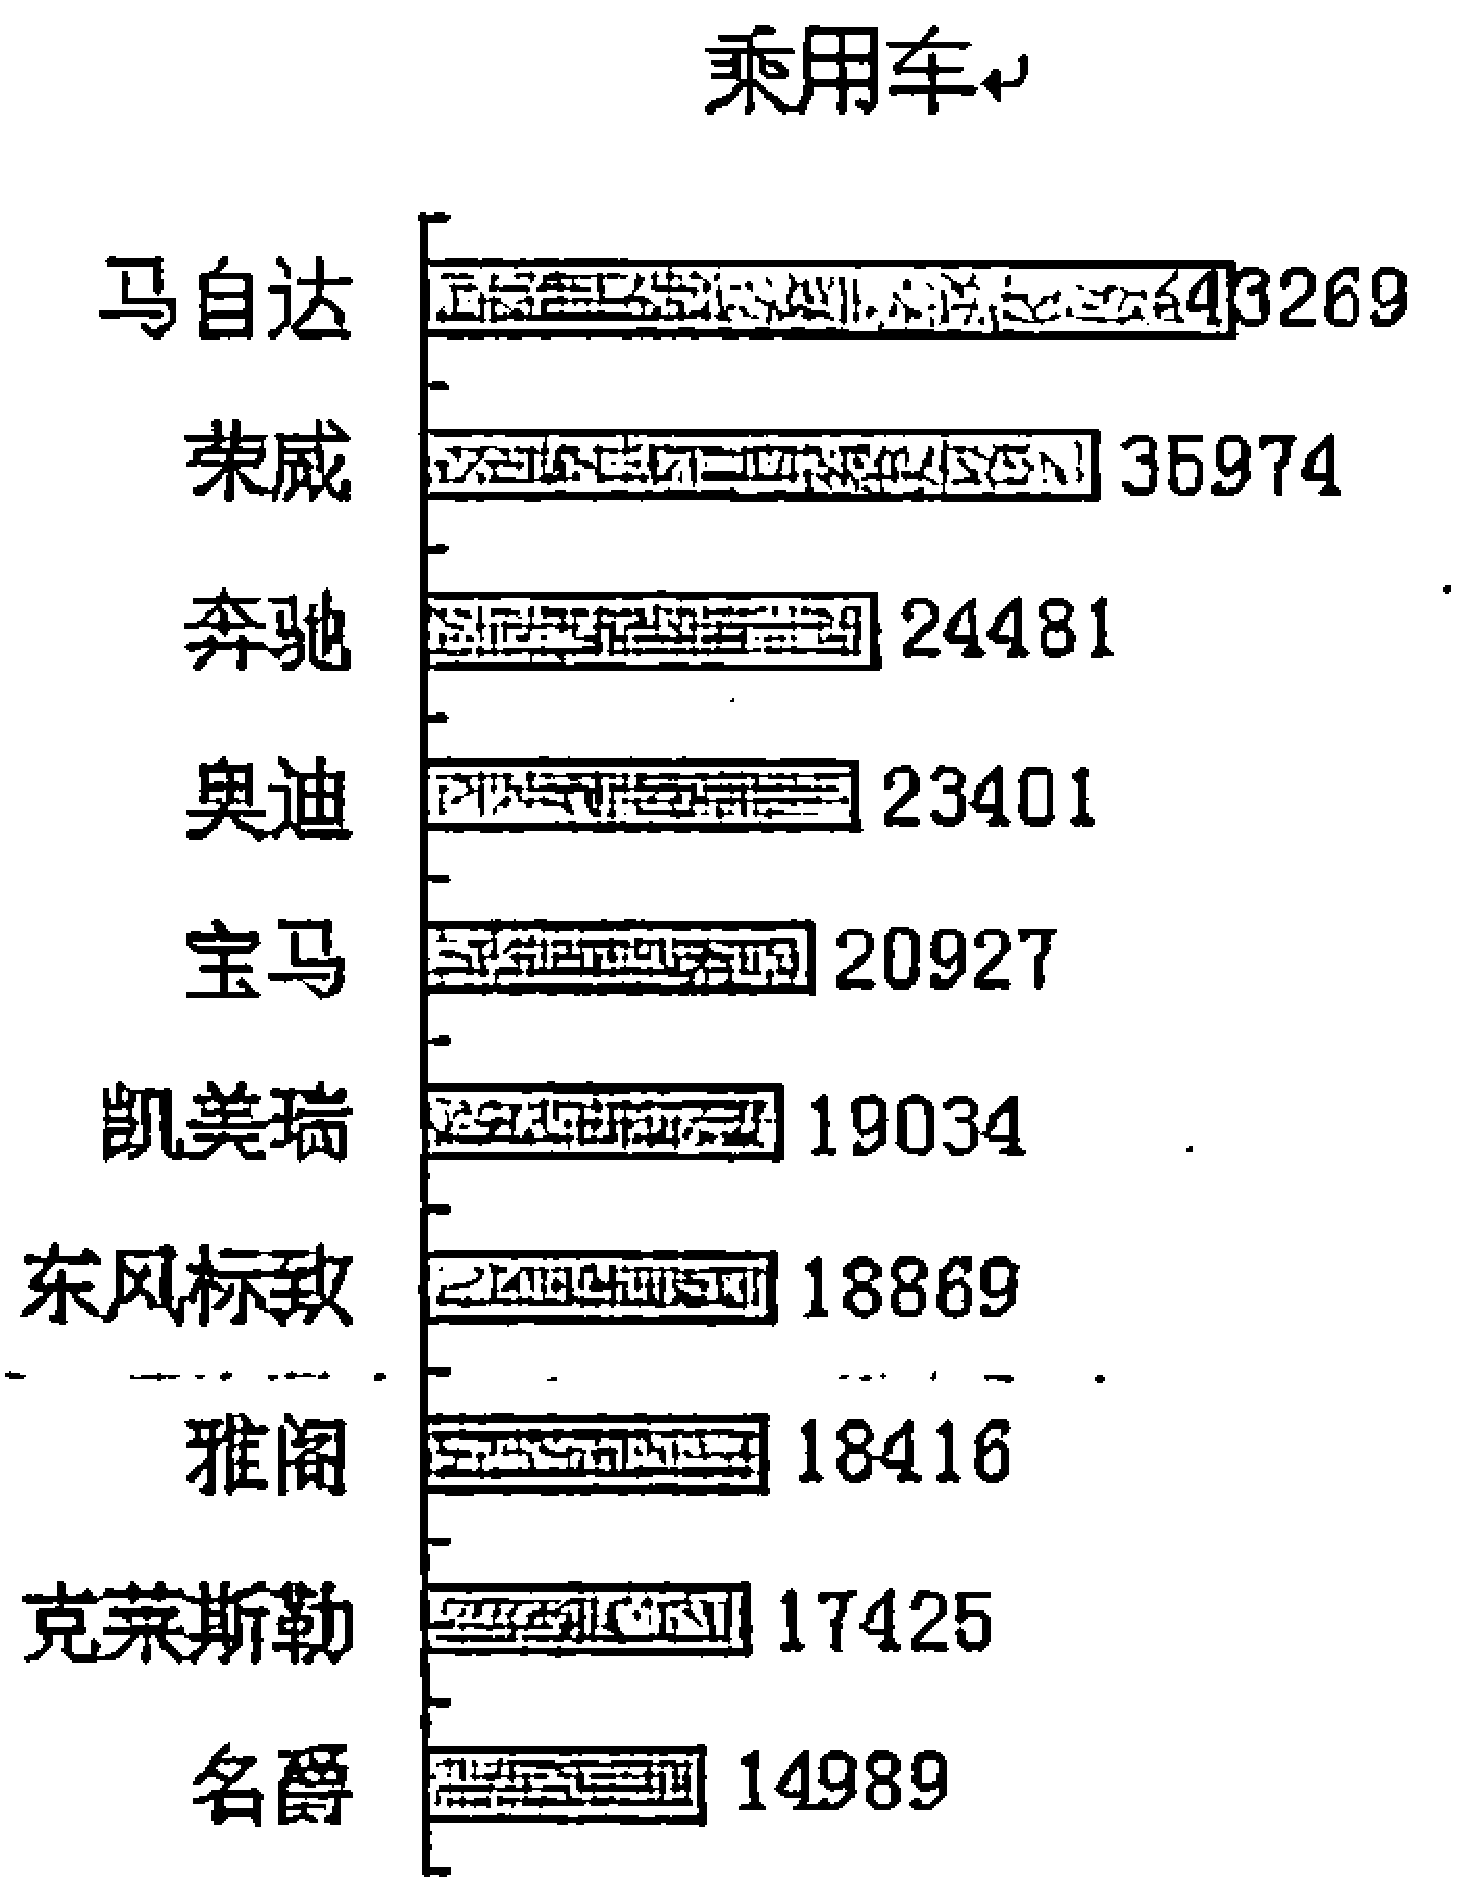 乘用车↵
马自达 43269
荣威 35974
奔驰 24481
奥迪 23401
宝马 20927
凯美瑞 19034
东风标致 18869
雅阁 18416
克莱斯勒 17425
名爵 14989